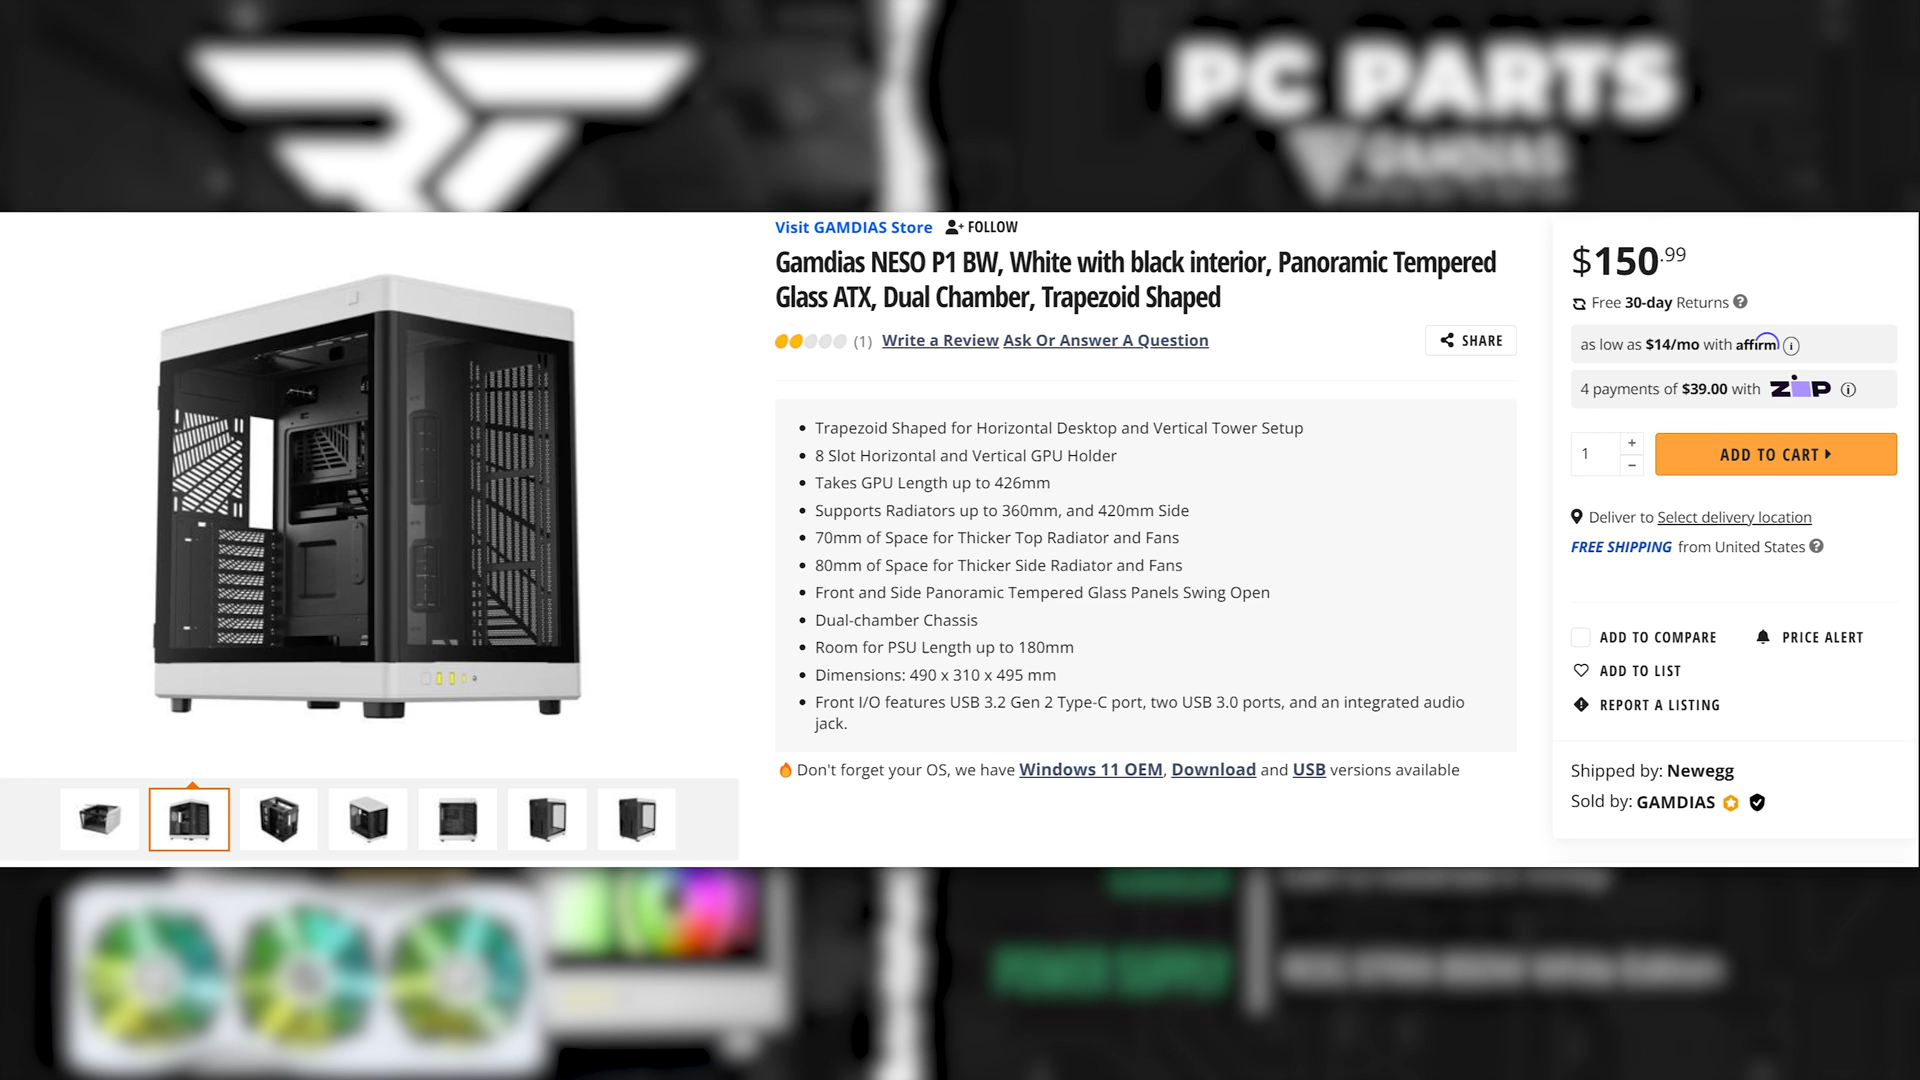 PC PARTS
GAMDIAS
Visit GAMDIAS Store FOLLOW
Gamdias NESO P1 BW, White with black interior, Panoramic Tempered
Glass ATX, Dual Chamber, Trapezoid Shaped
(1) Write a Review Ask Or Answer A Question
SHARE
Trapezoid Shaped for Horizontal Desktop and Vertical Tower Setup
8 Slot Horizontal and Vertical GPU Holder
Takes GPU Length up to 426mm
Supports Radiators up to 360mm, and 420mm Side
70mm of Space for Thicker Top Radiator and Fans
80mm of Space for Thicker Side Radiator and Fans
Front and Side Panoramic Tempered Glass Panels Swing Open
Dual-chamber Chassis
Room for PSU Length up to 180mm
Dimensions: 490 x 310 x 495 mm
Front I/O features USB 3.2 Gen 2 Type-C port, two USB 3.0 ports, and an integrated audio
jack.
Don't forget your OS, we have Windows 11 OEM, Download and USB versions available
$150.99
Free 30-day Returns
as low as $14/mo with affirm
4 payments of $39.00 with ZIP
1 + −
ADD TO CART
Deliver to Select delivery location
FREE SHIPPING from United States
ADD TO COMPARE PRICE ALERT
ADD TO LIST
REPORT A LISTING
Shipped by: Newegg
Sold by: GAMDIAS
POWER SUPPLY